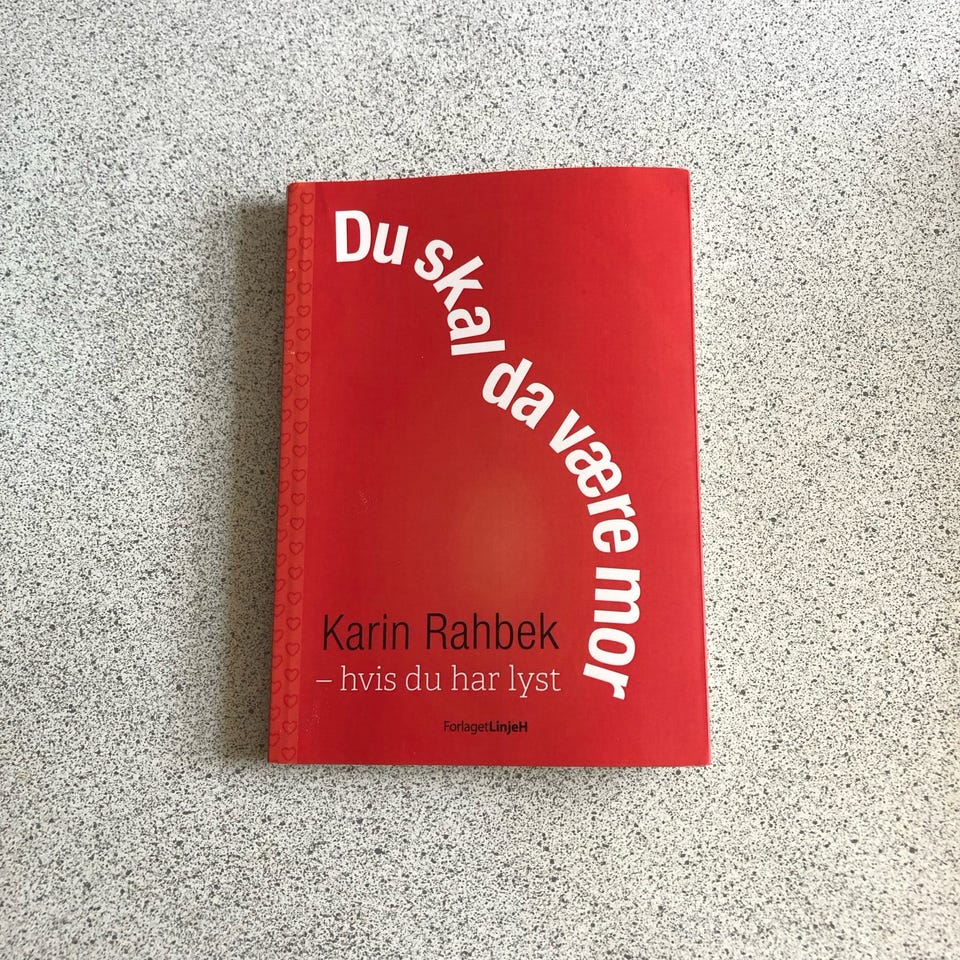 Du skal da være mor
Karin Rahbek
– hvis du har lyst
ForlagetLinjeH